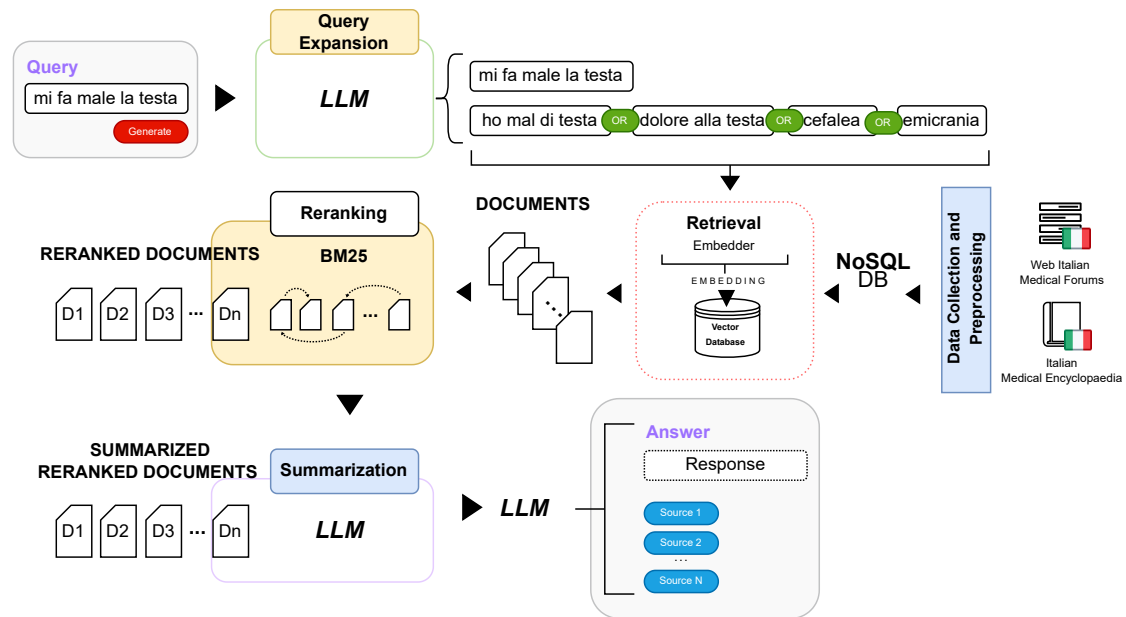 Query
Expansion
Query
mi fa male la testa
Generate
LLM
mi fa male la testa
ho mal di testa OR dolore alla testa OR cefalea OR emicrania
Reranking
BM25
RERANKED DOCUMENTS
D1 D2 D3 ... Dn
...
DOCUMENTS
...
Retrieval
Embedder
EMBEDDING
Vector
Database
NoSQL
DB
Data Collection and
Preprocessing
Web Italian
Medical Forums
Italian
Medical Encyclopaedia
SUMMARIZED
RERANKED DOCUMENTS
D1 D2 D3 ... Dn
Summarization
LLM
LLM
Answer
Response
Source 1
Source 2
...
Source N